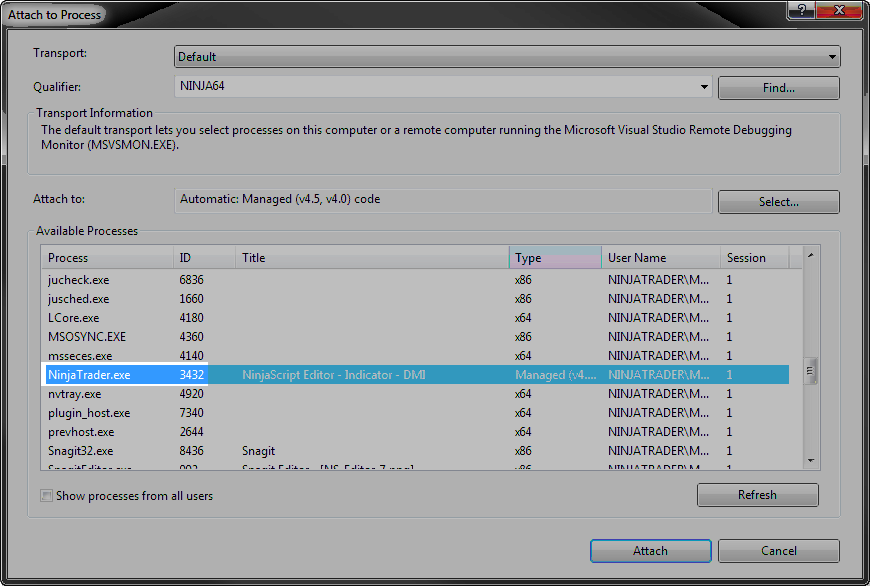 Attach to Process
Transport: Default
Qualifier: NINJA64 Find...
Transport Information
The default transport lets you select processes on this computer or a remote computer running the Microsoft Visual Studio Remote Debugging
Monitor (MSVSMON.EXE).
Attach to: Automatic: Managed (v4.5, v4.0) code Select...
Available Processes
Process ID Title Type User Name Session
jucheck.exe 6836 x86 NINJATRADER\M... 1
jusched.exe 1660 x86 NINJATRADER\M... 1
LCore.exe 4180 x64 NINJATRADER\M... 1
MSOSYNC.EXE 4360 x86 NINJATRADER\M... 1
msseces.exe 4140 x64 NINJATRADER\M... 1
NinjaTrader.exe 3432 NinjaScript Editor - Indicator - DMI Managed (v4.... NINJATRADER\M... 1
nvtray.exe 4920 x64 NINJATRADER\M... 1
plugin_host.exe 7340 x64 NINJATRADER\M... 1
prevhost.exe 2644 x64 NINJATRADER\M... 1
Snagit32.exe 8436 Snagit x86 NINJATRADER\M... 1
Show processes from all users Refresh
Attach Cancel